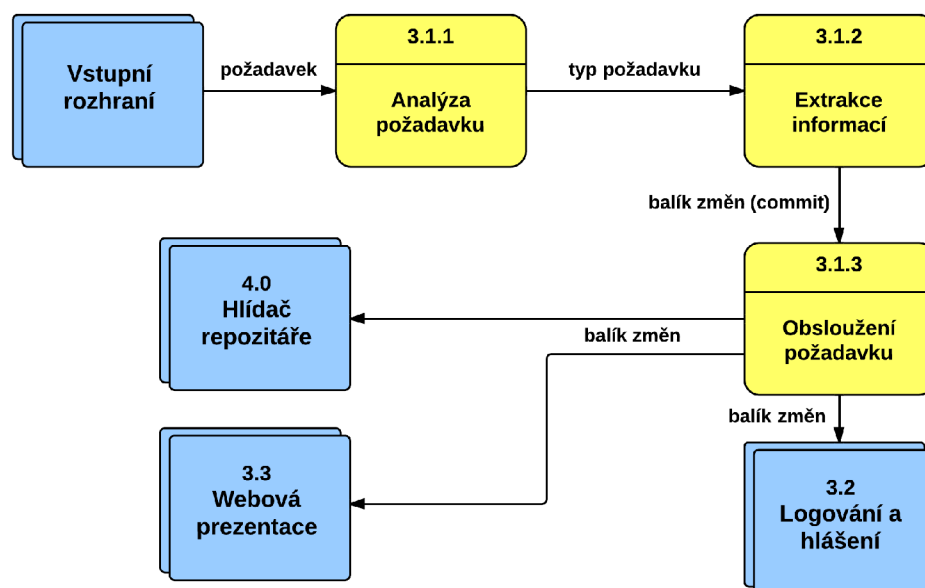 Vstupní
rozhraní
požadavek
3.1.1
Analýza
požadavku
typ požadavku
3.1.2
Extrakce
informací
balík změn (commit)
3.1.3
Obsloužení
požadavku
balík změn
4.0
Hlídač
repozitáře
3.3
Webová
prezentace
balík změn
3.2
Logování a
hlášení